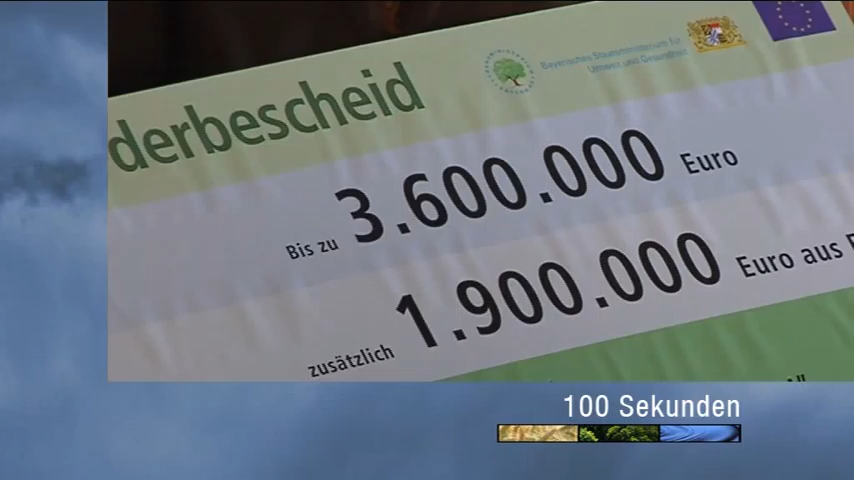 derbescheid
Bayerisches Staatsministerium für
Umwelt und Gesundheit
Bis zu 3.600.000 Euro
zusätzlich 1.900.000 Euro aus
100 Sekunden